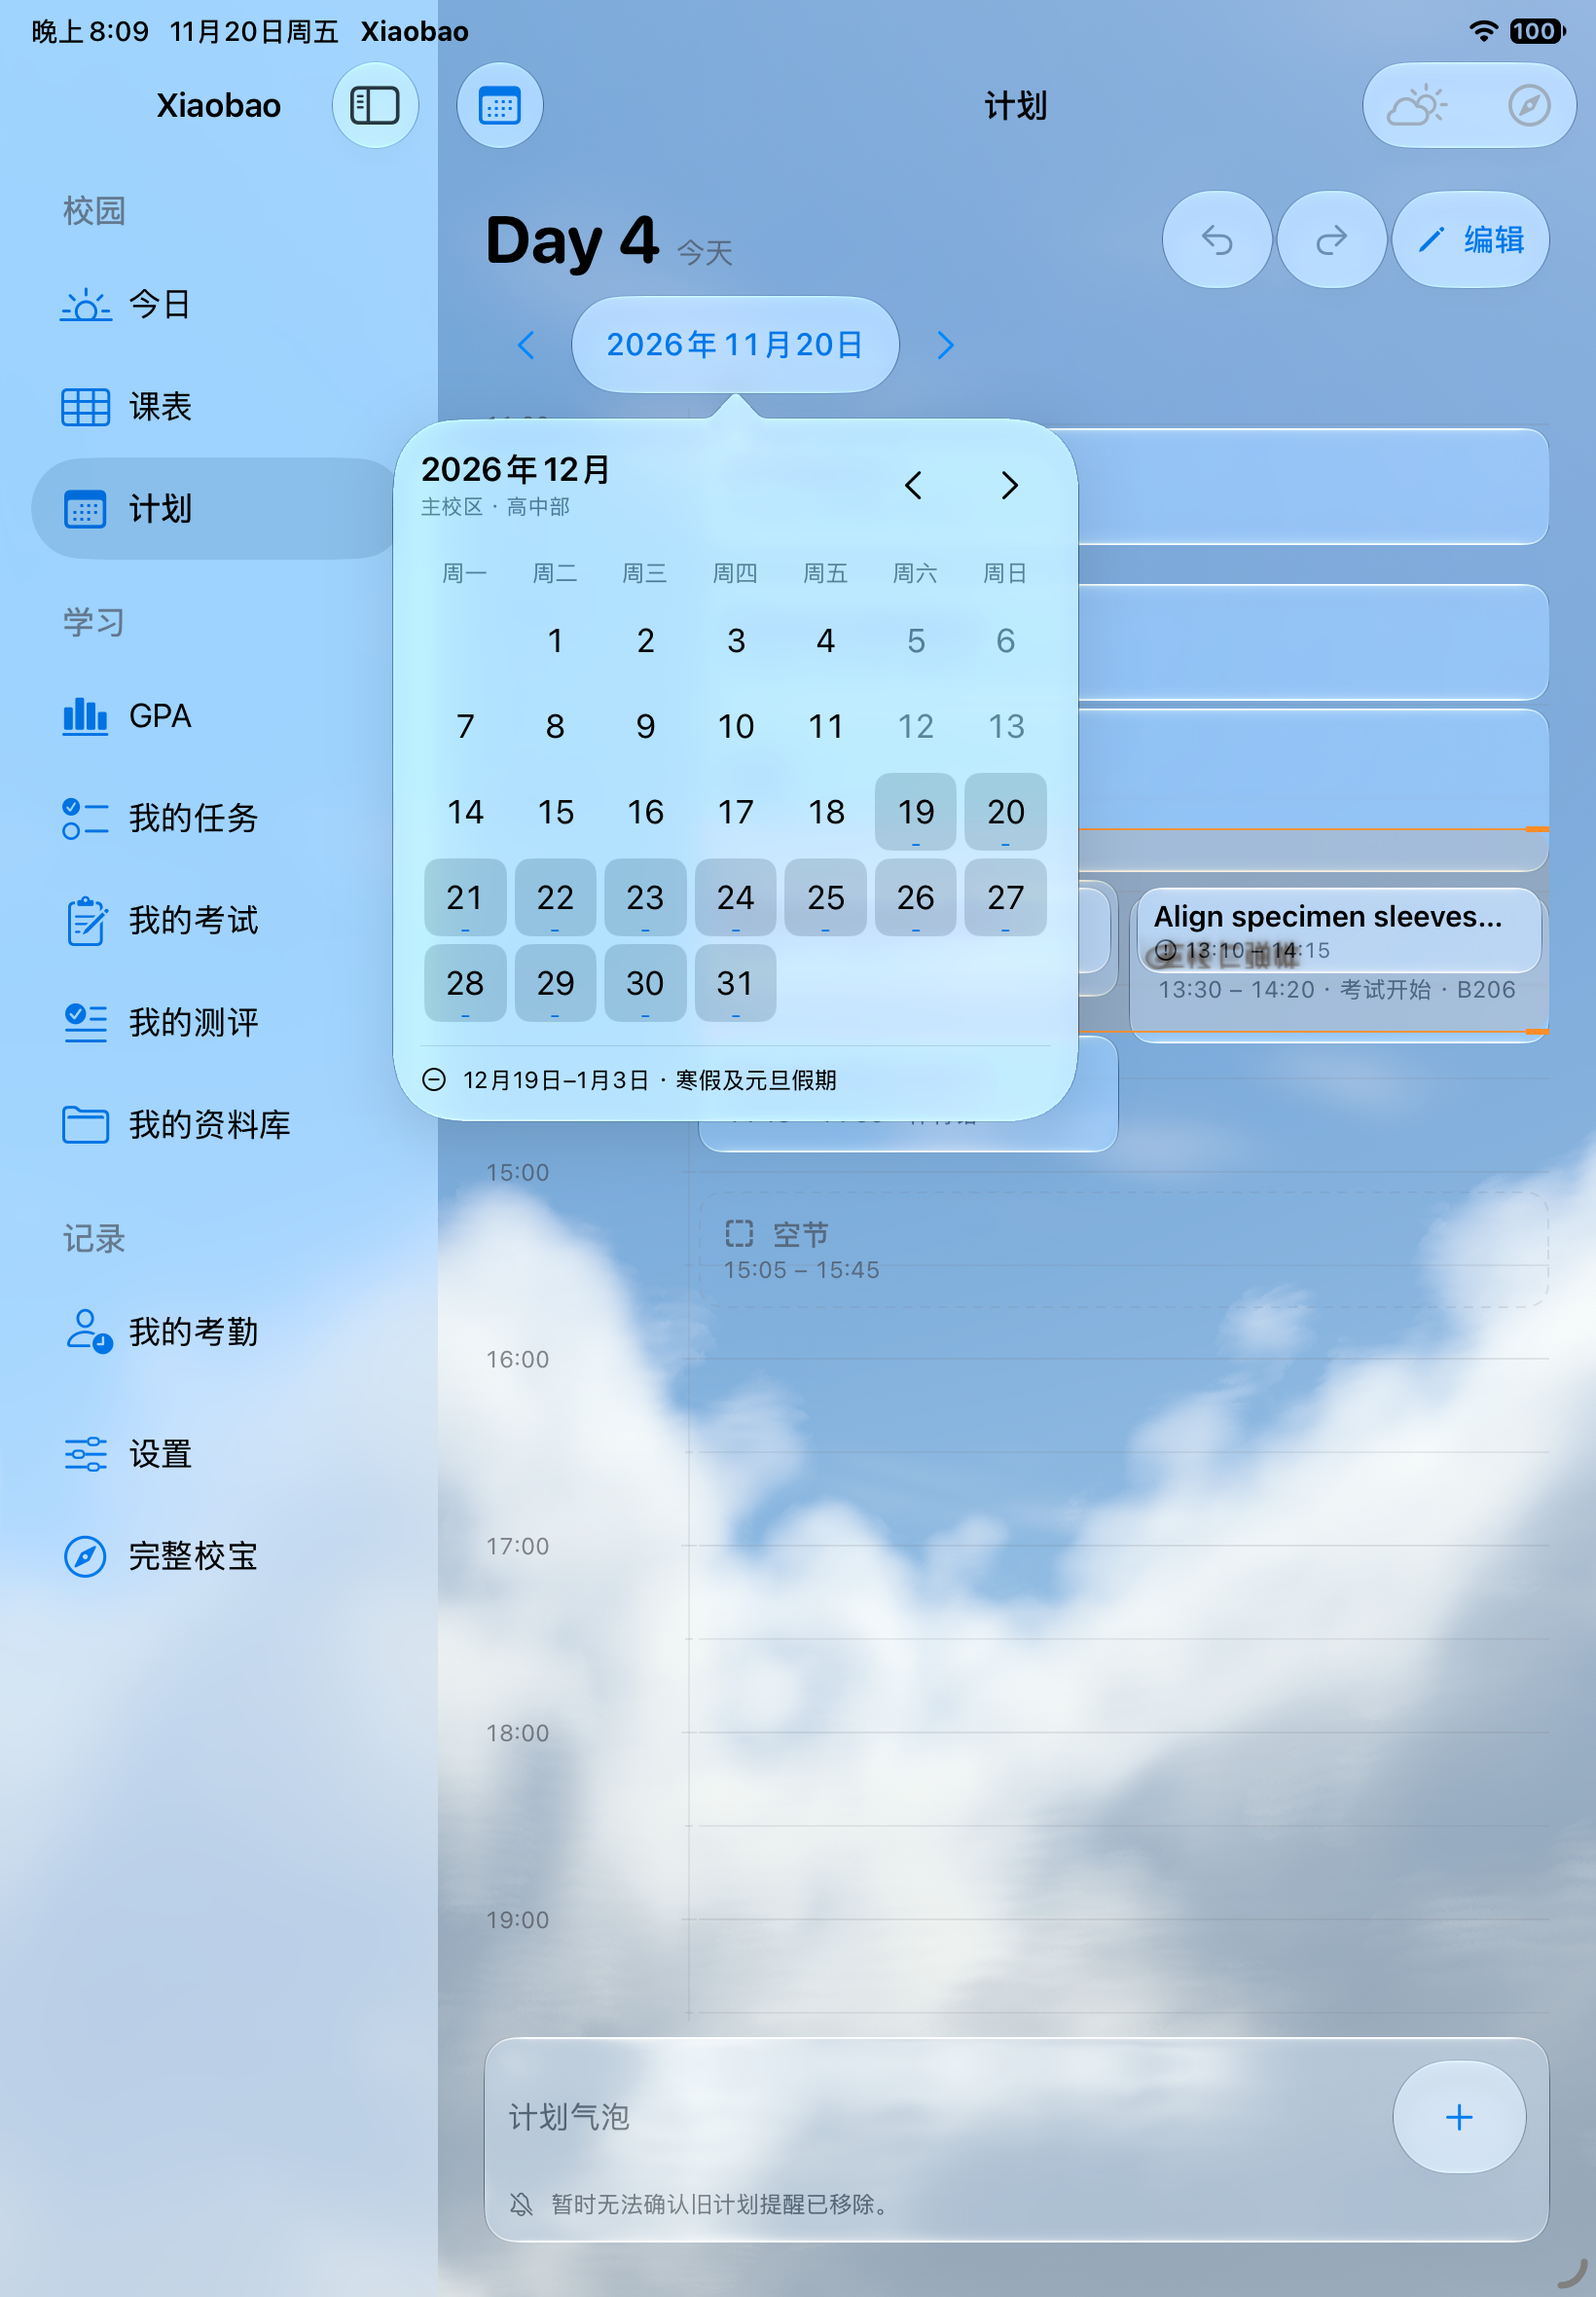 晚上8:09 11月20日周五 Xiaobao
100
Xiaobao
计划
校园
今日
课表
计划
学习
GPA
我的任务
我的考试
我的测评
我的资料库
记录
我的考勤
设置
完整校宝
Day 4 今天
编辑
2026年11月20日
2026年12月
主校区 · 高中部
周一 周二 周三 周四 周五 周六 周日
1 2 3 4 5 6
7 8 9 10 11 12 13
14 15 16 17 18 19 20
21 22 23 24 25 26 27
28 29 30 31
12月19日–1月3日 · 寒假及元旦假期
Align specimen sleeves...
13:10 – 14:15
13:30 – 14:20 · 考试开始 · B206
15:00
空节
15:05 – 15:45
16:00
17:00
18:00
19:00
计划气泡
暂时无法确认旧计划提醒已移除。